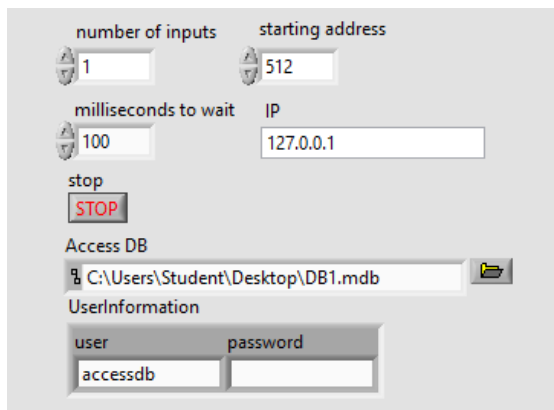 number of inputs starting address
1 512
milliseconds to wait IP
100 127.0.0.1
stop
STOP
Access DB
C:\Users\Student\Desktop\DB1.mdb
UserInformation
user password
accessdb